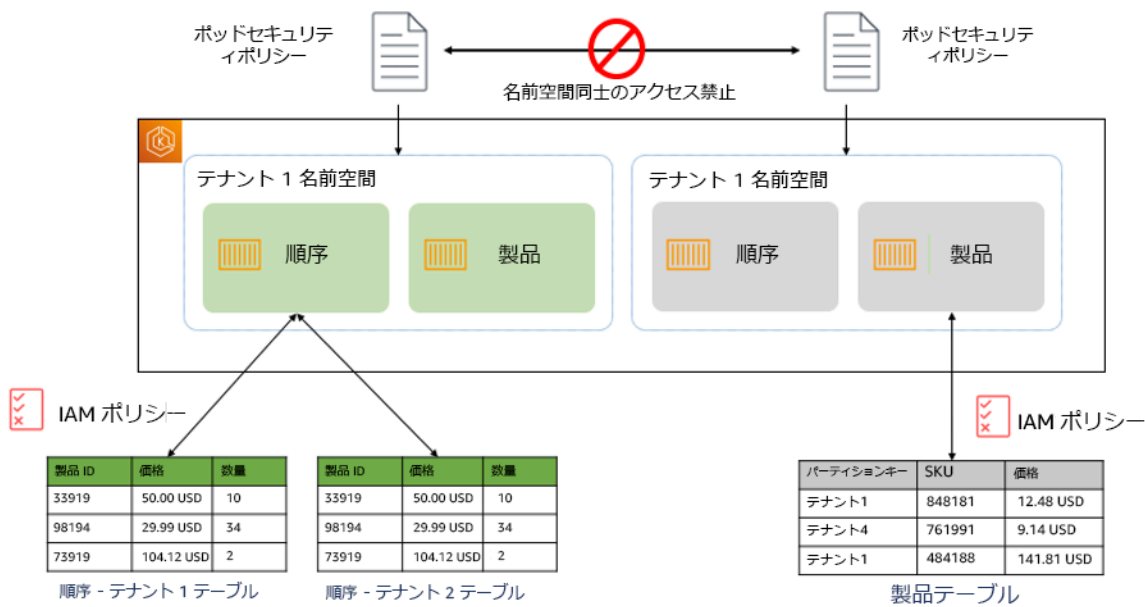 ポッドセキュリテ
ィポリシー
ポッドセキュリテ
ィポリシー
名前空間同士のアクセス禁止
K
テナント 1 名前空間
テナント 1 名前空間
順序
製品
順序
製品
IAM ポリシー
IAM ポリシー
製品 ID 価格 数量
33919 50.00 USD 10
98194 29.99 USD 34
73919 104.12 USD 2
順序 - テナント 1 テーブル
製品 ID 価格 数量
33919 50.00 USD 10
98194 29.99 USD 34
73919 104.12 USD 2
順序 - テナント 2 テーブル
パーティションキー SKU 価格
テナント1 848181 12.48 USD
テナント4 761991 9.14 USD
テナント1 484188 141.81 USD
製品テーブル